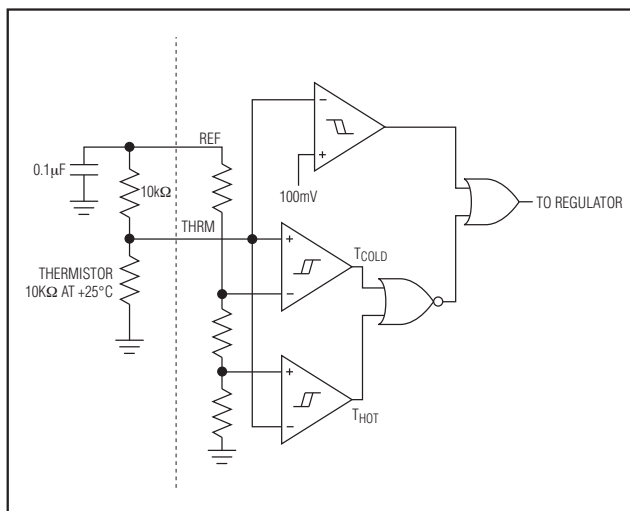 REF
0.1µF
10kΩ
100mV
TO REGULATOR
THRM
TCOLD
THERMISTOR
10KΩ AT +25°C
THOT
+
−
+
−
+
−